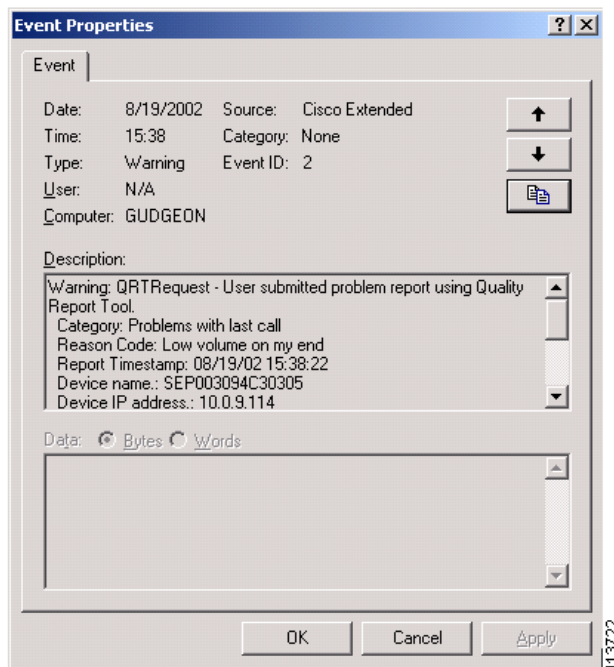 Event Properties
Event
Date: 8/19/2002 Source: Cisco Extended
Time: 15:38 Category: None
Type: Warning Event ID: 2
User: N/A
Computer: GUDGEON
Description:
Warning: QRTRequest - User submitted problem report using Quality
Report Tool.
Category: Problems with last call
Reason Code: Low volume on my end
Report Timestamp: 08/19/02 15:38:22
Device name.: SEP003094C30305
Device IP address.: 10.0.9.114
Data: Bytes Words
OK Cancel Apply